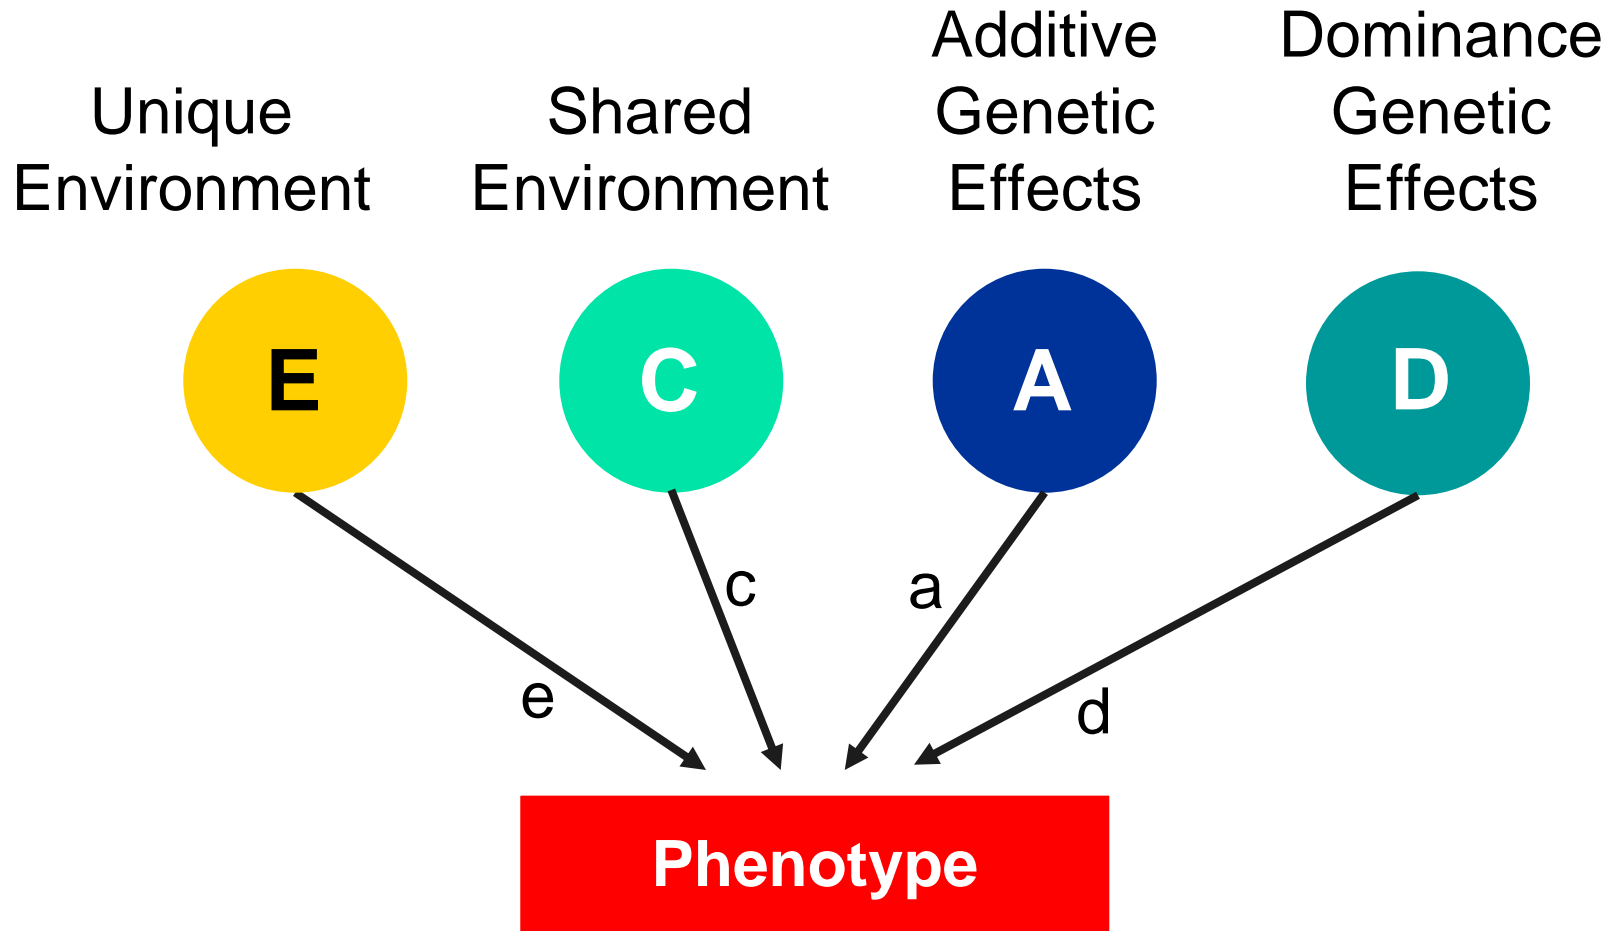 Unique
Environment
Shared
Environment
Additive
Genetic
Effects
Dominance
Genetic
Effects
E
C
A
D
e
c
a
d
Phenotype